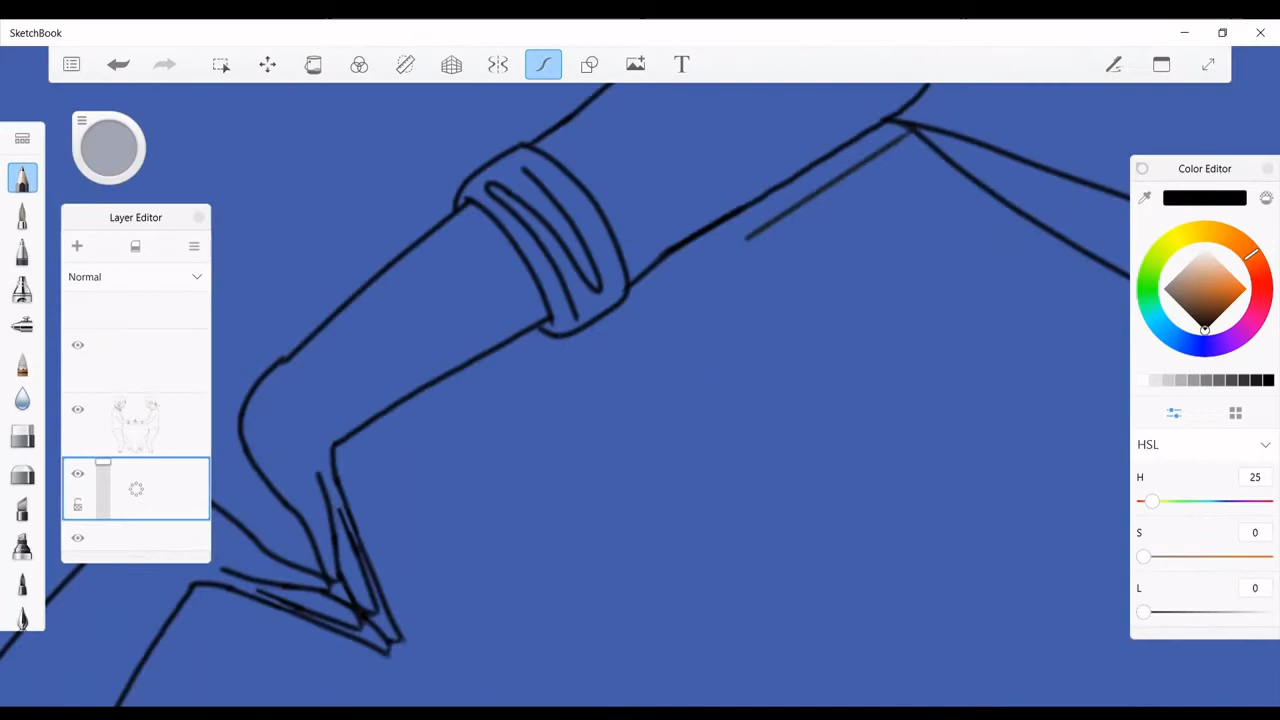 SketchBook
T
Layer Editor
Normal
Color Editor
HSL
H 25
S 0
L 0